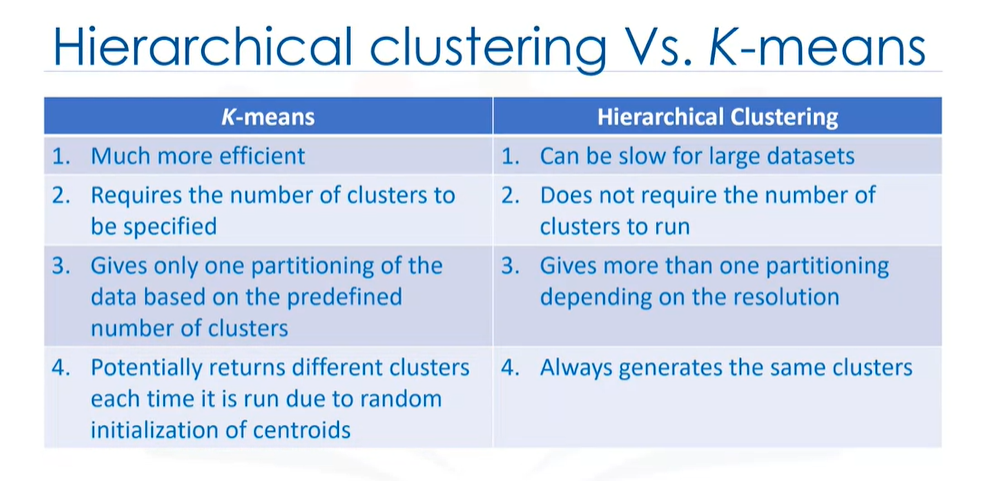 Hierarchical clustering Vs. K-means
K-means
Hierarchical Clustering
1. Much more efficient
1. Can be slow for large datasets
2. Requires the number of clusters to
be specified
2. Does not require the number of
clusters to run
3. Gives only one partitioning of the
data based on the predefined
number of clusters
3. Gives more than one partitioning
depending on the resolution
4. Potentially returns different clusters
each time it is run due to random
initialization of centroids
4. Always generates the same clusters